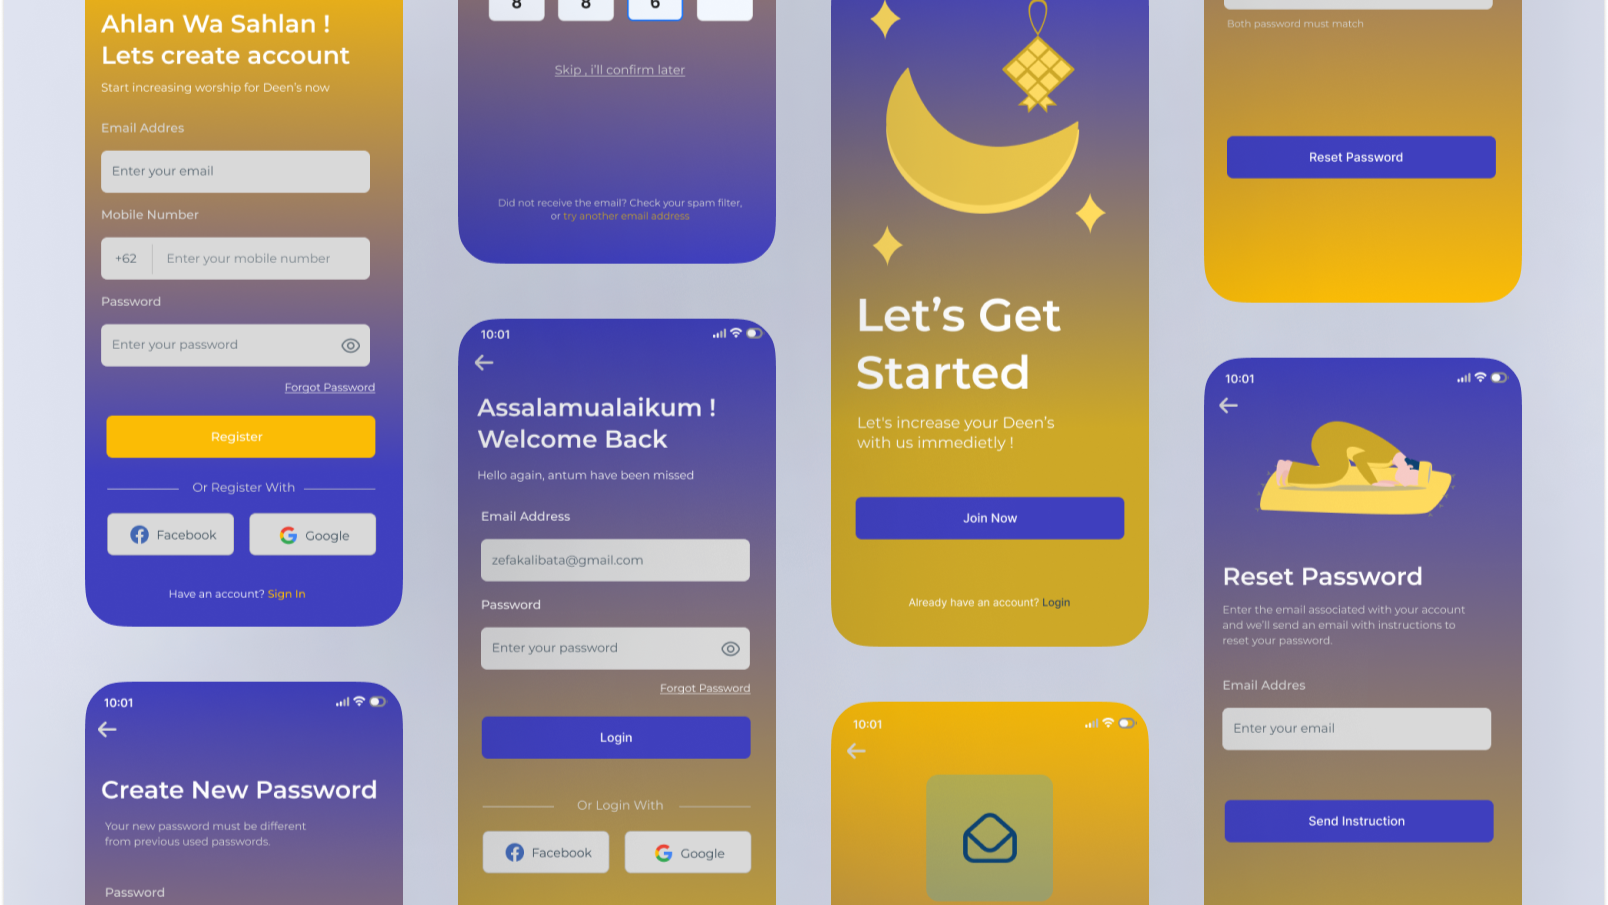 Ahlan Wa Sahlan !
Lets create account
Start increasing worship for Deen's now
Email Addres
Enter your email
Mobile Number
+62
Enter your mobile number
Password
Enter your password
Forgot Password
Register
Or Register With
Facebook
Google
Have an account? Sign In
10:01
Create New Password
Your new password must be different
from previous used passwords.
Password
8 8 6
Skip , i'll confirm later
Did not receive the email? Check your spam filter,
or try another email address
10:01
Assalamualaikum !
Welcome Back
Hello again, antum have been missed
Email Address
zefakalibata@gmail.com
Password
Enter your password
Forgot Password
Login
Or Login With
Facebook
Google
Let's Get
Started
Let's increase your Deen's
with us immedietly !
Join Now
Already have an account? Login
10:01
Both password must match
Reset Password
10:01
Reset Password
Enter the email associated with your account
and we'll send an email with instructions to
reset your password.
Email Addres
Enter your email
Send Instruction